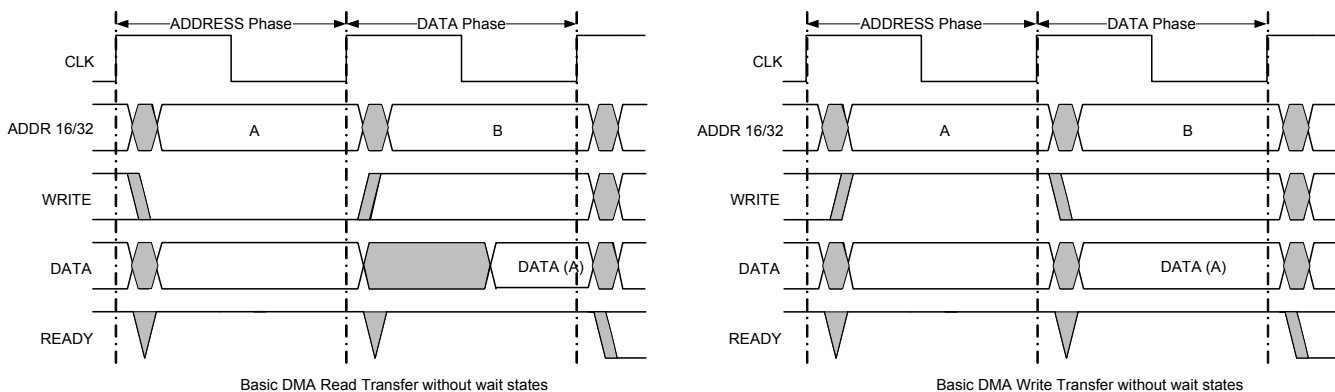 ADDRESS Phase
DATA Phase
CLK
ADDR 16/32
A
B
WRITE
DATA
DATA (A)
READY
Basic DMA Read Transfer without wait states
ADDRESS Phase
DATA Phase
CLK
ADDR 16/32
A
B
WRITE
DATA
DATA (A)
READY
Basic DMA Write Transfer without wait states